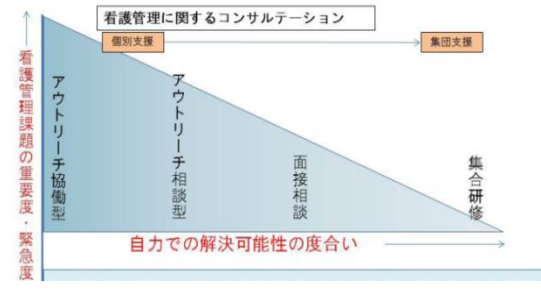 看護管理に関するコンサルテーション
個別支援
集団支援
看護管理課題の重要度・緊急度
アウトリーチ協働型
アウトリーチ相談型
面接相談
集合研修
自力での解決可能性の度合い